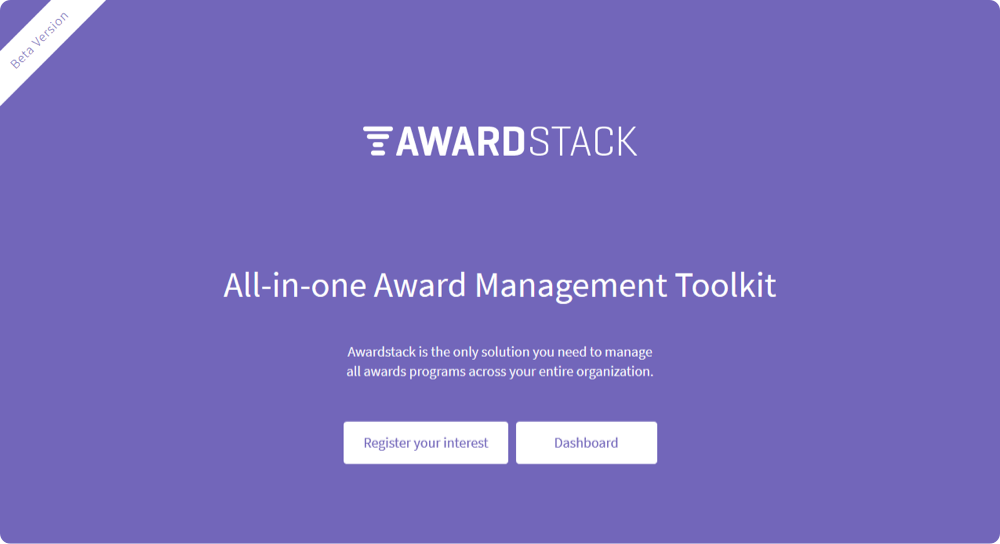 Beta Version
AWARDSTACK
All-in-one Award Management Toolkit
Awardstack is the only solution you need to manage
all awards programs across your entire organization.
Register your interest
Dashboard